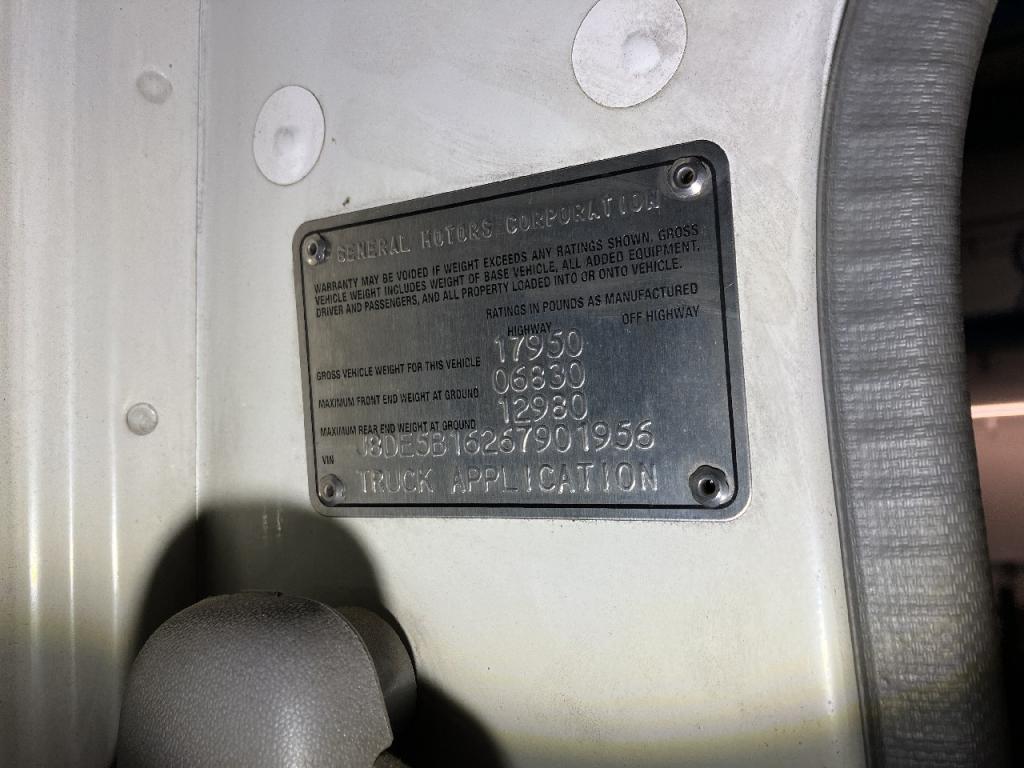 GENERAL MOTORS CORPORATION
WARRANTY MAY BE VOIDED IF WEIGHT EXCEEDS ANY RATINGS SHOWN, GROSS
VEHICLE WEIGHT INCLUDES WEIGHT OF BASE VEHICLE, ALL ADDED EQUIPMENT,
DRIVER AND PASSENGERS, AND ALL PROPERTY LOADED INTO OR ONTO VEHICLE.
RATINGS IN POUNDS AS MANUFACTURED
HIGHWAY OFF HIGHWAY
GROSS VEHICLE WEIGHT FOR THIS VEHICLE 17950
MAXIMUM FRONT END WEIGHT AT GROUND 06830
MAXIMUM REAR END WEIGHT AT GROUND 12980
VIN J8DE5B16267901956
TRUCK APPLICATION